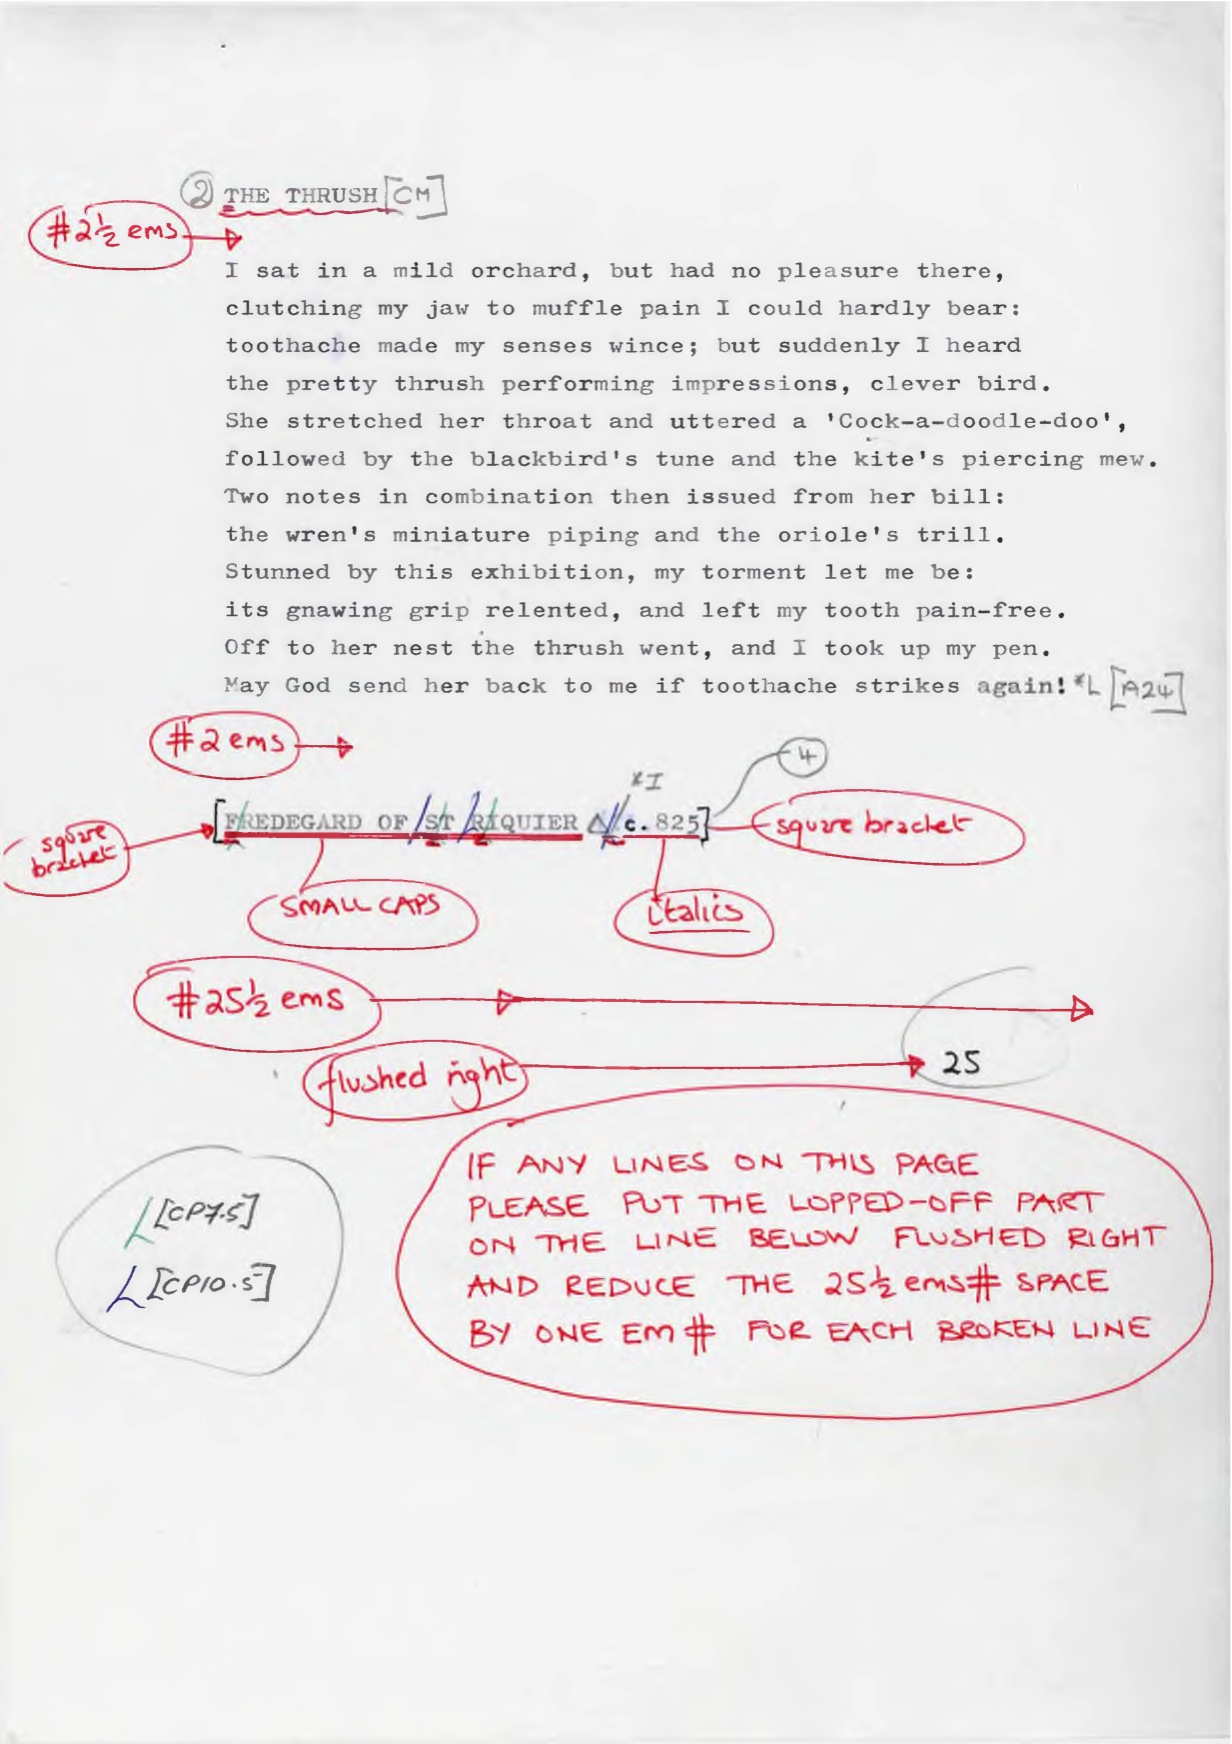 ② THE THRUSH [CM]
#2½ ems
I sat in a mild orchard, but had no pleasure there,
clutching my jaw to muffle pain I could hardly bear:
toothache made my senses wince; but suddenly I heard
the pretty thrush performing impressions, clever bird.
She stretched her throat and uttered a 'Cock-a-doodle-doo',
followed by the blackbird's tune and the kite's piercing mew.
Two notes in combination then issued from her bill:
the wren's miniature piping and the oriole's trill.
Stunned by this exhibition, my torment let me be:
its gnawing grip relented, and left my tooth pain-free.
Off to her nest the thrush went, and I took up my pen.
May God send her back to me if toothache strikes again! *L [A24]
#2 ems
④
*I
square
bracket
[FREDEGARD OF ST RIQUIER c. 825]
square bracket
SMALL CAPS
italics
#25½ ems
flushed right
25
IF ANY LINES ON THIS PAGE
PLEASE PUT THE LOPPED-OFF PART
ON THE LINE BELOW FLUSHED RIGHT
AND REDUCE THE 25½ ems# SPACE
BY ONE EM # FOR EACH BROKEN LINE
L [CP7.5]
L [CP10.5]